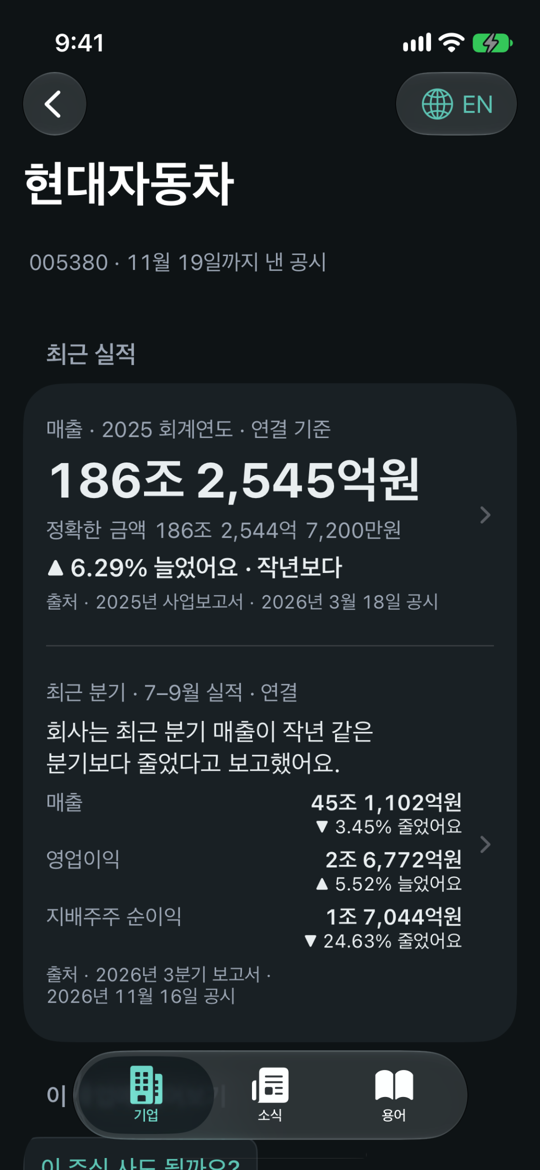 9:41
EN
현대자동차
005380 · 11월 19일까지 낸 공시
최근 실적
매출 · 2025 회계연도 · 연결 기준
186조 2,545억원
정확한 금액 186조 2,544억 7,200만원
▲ 6.29% 늘었어요 · 작년보다
출처 · 2025년 사업보고서 · 2026년 3월 18일 공시
최근 분기 · 7–9월 실적 · 연결
회사는 최근 분기 매출이 작년 같은
분기보다 줄었다고 보고했어요.
매출 45조 1,102억원
▼ 3.45% 줄었어요
영업이익 2조 6,772억원
▲ 5.52% 늘었어요
지배주주 순이익 1조 7,044억원
▼ 24.63% 줄었어요
출처 · 2026년 3분기 보고서 ·
2026년 11월 16일 공시
이
기업
소식
용어
이 주식 사도 될까요?